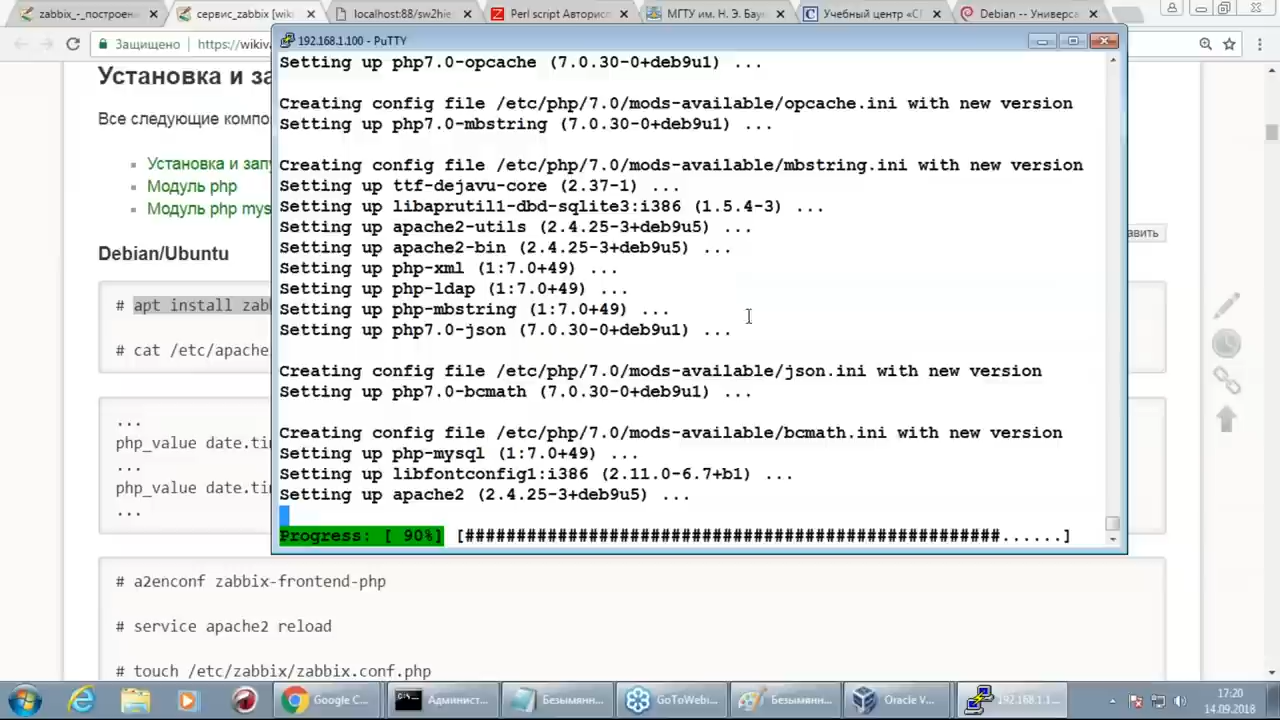 zabbix_-_построен
сервис_zabbix [wiki
localhost:88/sw2hie
Perl script Авторисп
МГТУ им. Н. Э. Баум
Учебный центр «С
Debian -- Универса
Защищено
https://wikiva
192.168.1.100 - PuTTY
Установка и за
Все следующие компо
Установка и запу
Модуль php
Модуль php mys
Debian/Ubuntu
# apt install zabb
# cat /etc/apache
...
php_value date.tim
...
php_value date.tim
...
авить
Setting up php7.0-opcache (7.0.30-0+deb9u1) ...
Creating config file /etc/php/7.0/mods-available/opcache.ini with new version
Setting up php7.0-mbstring (7.0.30-0+deb9u1) ...
Creating config file /etc/php/7.0/mods-available/mbstring.ini with new version
Setting up ttf-dejavu-core (2.37-1) ...
Setting up libaprutil1-dbd-sqlite3:i386 (1.5.4-3) ...
Setting up apache2-utils (2.4.25-3+deb9u5) ...
Setting up apache2-bin (2.4.25-3+deb9u5) ...
Setting up php-xml (1:7.0+49) ...
Setting up php-ldap (1:7.0+49) ...
Setting up php-mbstring (1:7.0+49) ...
Setting up php7.0-json (7.0.30-0+deb9u1) ...
Creating config file /etc/php/7.0/mods-available/json.ini with new version
Setting up php7.0-bcmath (7.0.30-0+deb9u1) ...
Creating config file /etc/php/7.0/mods-available/bcmath.ini with new version
Setting up php-mysql (1:7.0+49) ...
Setting up libfontconfig1:i386 (2.11.0-6.7+b1) ...
Setting up apache2 (2.4.25-3+deb9u5) ...
Progress: [ 90%] [####################################################......]
# a2enconf zabbix-frontend-php
# service apache2 reload
# touch /etc/zabbix/zabbix.conf.php
Google C...
Админист...
Безымянн...
GoToWebi...
Безымянн...
Oracle V...
192.168.1.1...
17:20
14.09.2018